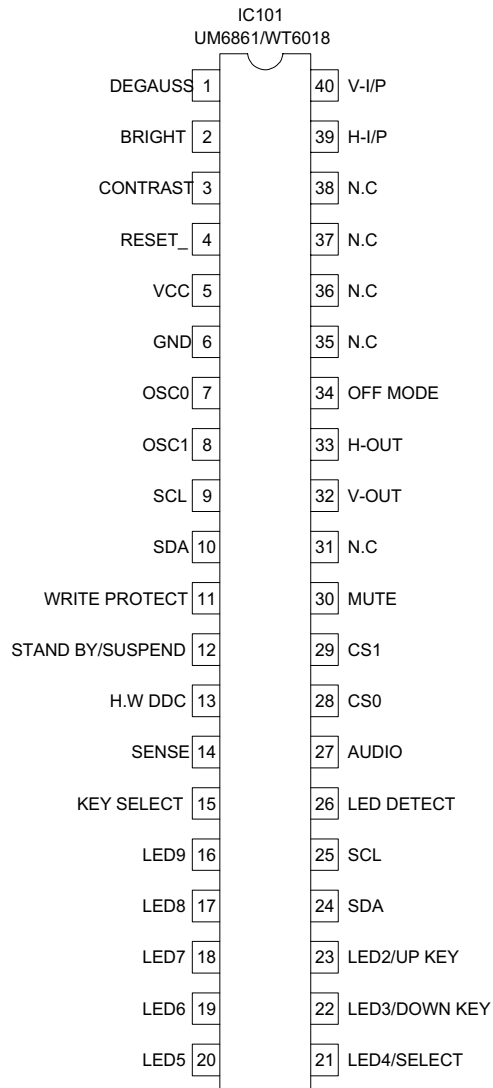 IC101
UM6861/WT6018
DEGAUSS 1 40 V-I/P
BRIGHT 2 39 H-I/P
CONTRAST 3 38 N.C
RESET_ 4 37 N.C
VCC 5 36 N.C
GND 6 35 N.C
OSC0 7 34 OFF MODE
OSC1 8 33 H-OUT
SCL 9 32 V-OUT
SDA 10 31 N.C
WRITE PROTECT 11 30 MUTE
STAND BY/SUSPEND 12 29 CS1
H.W DDC 13 28 CS0
SENSE 14 27 AUDIO
KEY SELECT 15 26 LED DETECT
LED9 16 25 SCL
LED8 17 24 SDA
LED7 18 23 LED2/UP KEY
LED6 19 22 LED3/DOWN KEY
LED5 20 21 LED4/SELECT